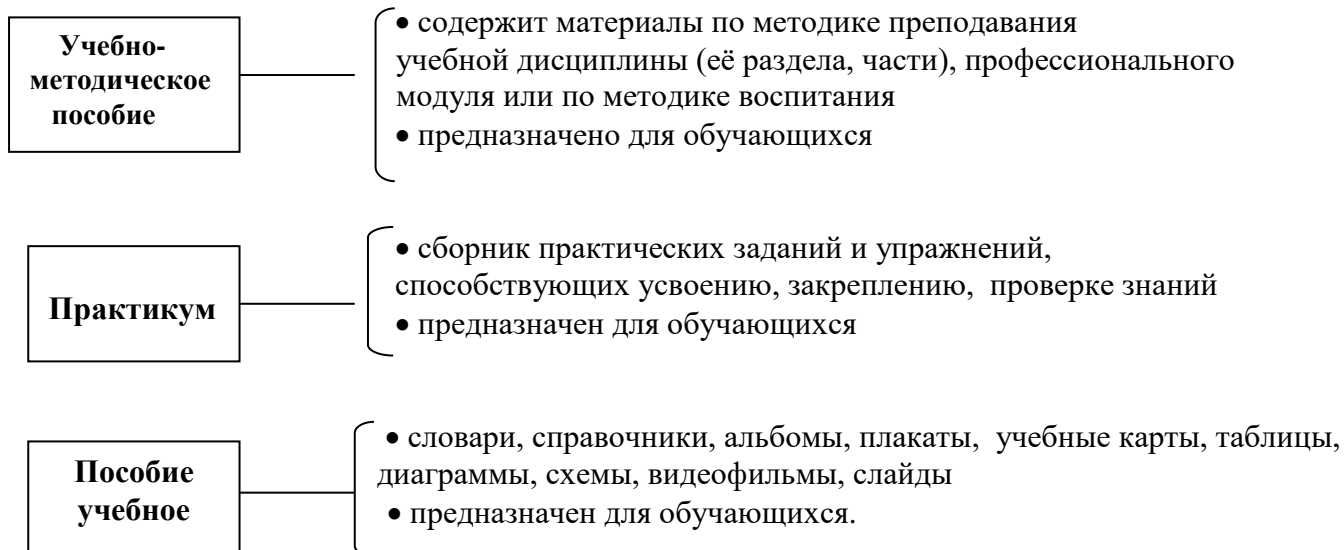 Учебно-
методическое
пособие
• содержит материалы по методике преподавания
учебной дисциплины (её раздела, части), профессионального
модуля или по методике воспитания
• предназначено для обучающихся
Практикум
• сборник практических заданий и упражнений,
способствующих усвоению, закреплению, проверке знаний
• предназначен для обучающихся
Пособие
учебное
• словари, справочники, альбомы, плакаты, учебные карты, таблицы,
диаграммы, схемы, видеофильмы, слайды
• предназначен для обучающихся.